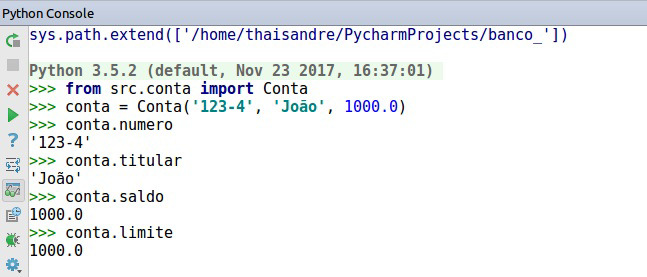 Python Console
sys.path.extend(['/home/thaisandre/PycharmProjects/banco_'])
Python 3.5.2 (default, Nov 23 2017, 16:37:01)
>>> from src.conta import Conta
>>> conta = Conta('123-4', 'João', 1000.0)
>>> conta.numero
'123-4'
>>> conta.titular
'João'
>>> conta.saldo
1000.0
>>> conta.limite
1000.0